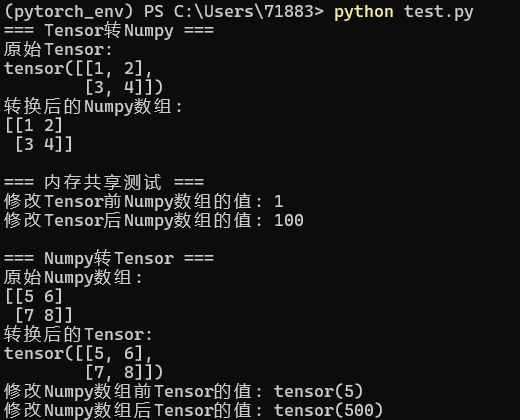 (pytorch_env) PS C:\Users\71883> python test.py
=== Tensor转Numpy ===
原始Tensor:
tensor([[1, 2],
        [3, 4]])
转换后的Numpy数组:
[[1 2]
 [3 4]]

=== 内存共享测试 ===
修改Tensor前Numpy数组的值: 1
修改Tensor后Numpy数组的值: 100

=== Numpy转Tensor ===
原始Numpy数组:
[[5 6]
 [7 8]]
转换后的Tensor:
tensor([[5, 6],
        [7, 8]])
修改Numpy数组前Tensor的值: tensor(5)
修改Numpy数组后Tensor的值: tensor(500)